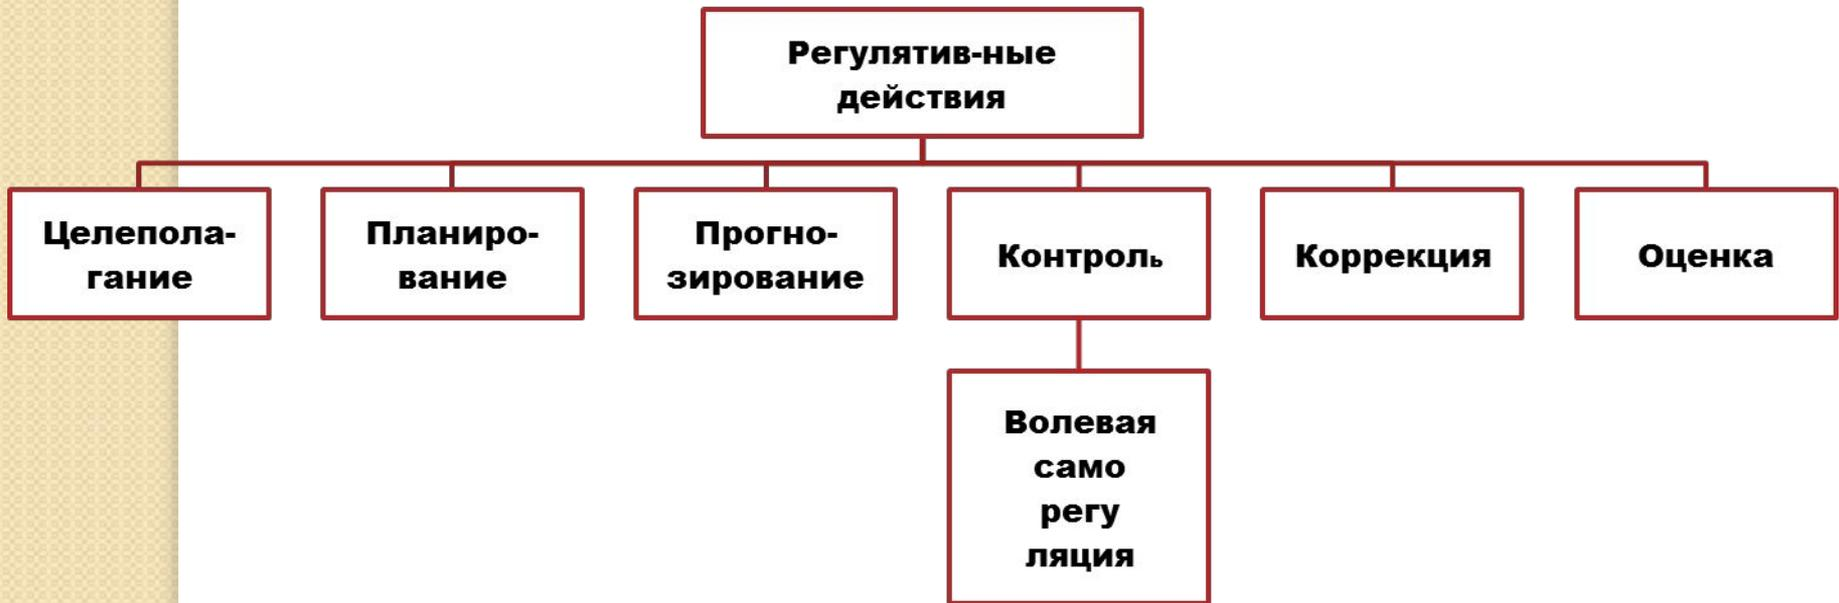 Регулятив-ные
действия
Целепола-
гание
Планиро-
вание
Прогно-
зирование
Контроль
Коррекция
Оценка
Волевая
само
регу
ляция